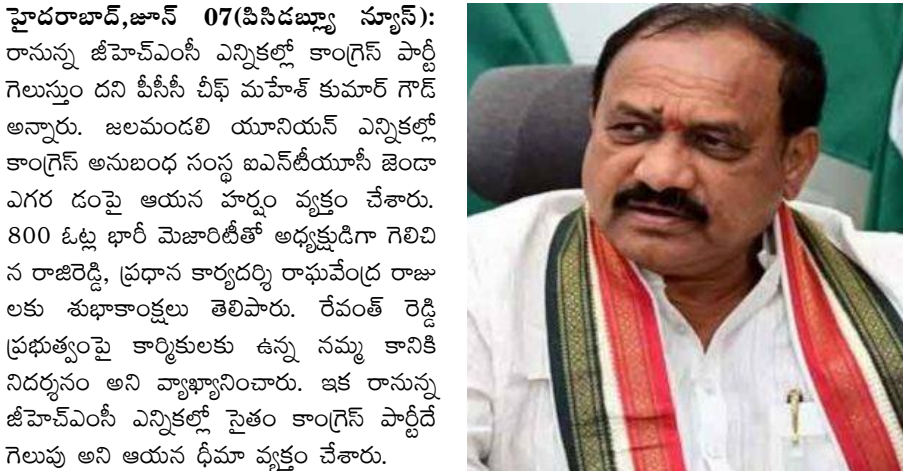 హైదరాబాద్,జూన్ 07(పిసిడబ్ల్యూ న్యూస్):
రానున్న జీహెచ్ఎంసీ ఎన్నికల్లో కాంగ్రెస్ పార్టీ
గెలుస్తుం దని పీసీసీ చీఫ్ మహేశ్ కుమార్ గౌడ్
అన్నారు. జలమండలి యూనియన్ ఎన్నికల్లో
కాంగ్రెస్ అనుబంధ సంస్థ ఐఎన్‌టీయూసీ జెండా
ఎగర డంపై ఆయన హర్షం వ్యక్తం చేశారు.
800 ఓట్ల భారీ మెజారిటీతో అధ్యక్షుడిగా గెలిచి
న రాజిరెడ్డి, ప్రధాన కార్యదర్శి రాఘవేంద్ర రాజు
లకు శుభాకాంక్షలు తెలిపారు. రేవంత్ రెడ్డి
ప్రభుత్వంపై కార్మికులకు ఉన్న నమ్మ కానికి
నిదర్శనం అని వ్యాఖ్యానించారు. ఇక రానున్న
జీహెచ్ఎంసీ ఎన్నికల్లో సైతం కాంగ్రెస్ పార్టీదే
గెలుపు అని ఆయన ధీమా వ్యక్తం చేశారు.